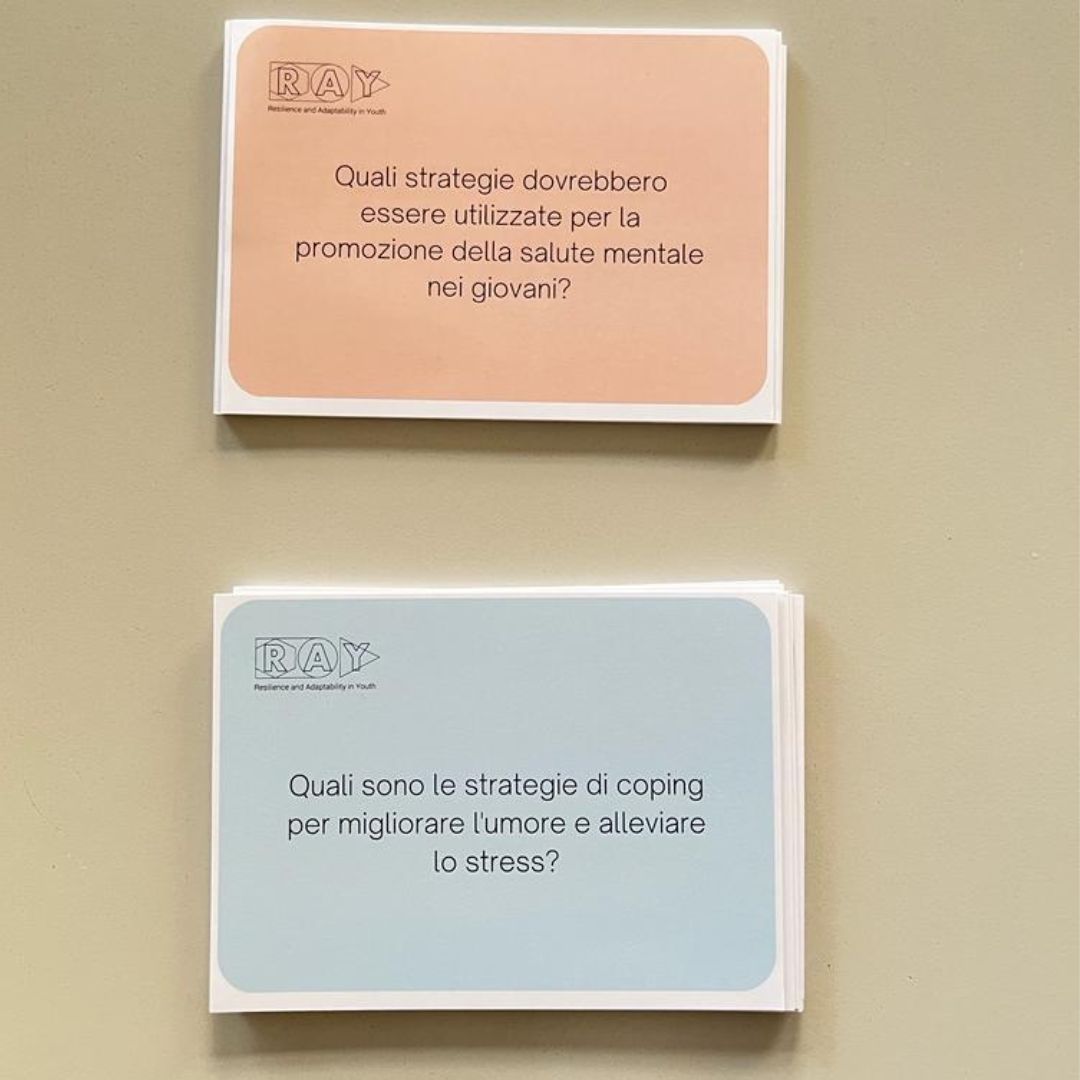 RAY
Resilience and Adaptability in Youth
Quali strategie dovrebbero
essere utilizzate per la
promozione della salute mentale
nei giovani?
RAY
Resilience and Adaptability in Youth
Quali sono le strategie di coping
per migliorare l'umore e alleviare
lo stress?